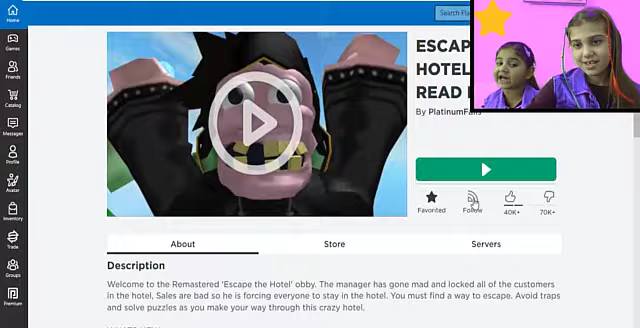 Home
Search Fla
Games
Friends
Catalog
Messages
Profile
Avatar
Inventory
Trade
Groups
Premium
ESCAPE
HOTEL
READ
By PlatinumFalls
Favorited
Follow
40K+
70K+
About
Store
Servers
Description
Welcome to the Remastered 'Escape the Hotel' obby. The manager has gone mad and locked all of the customers
in the hotel, Sales are bad so he is forcing everyone to stay in the hotel. You must find a way to escape. Avoid traps
and solve puzzles as you make your way through this crazy hotel.